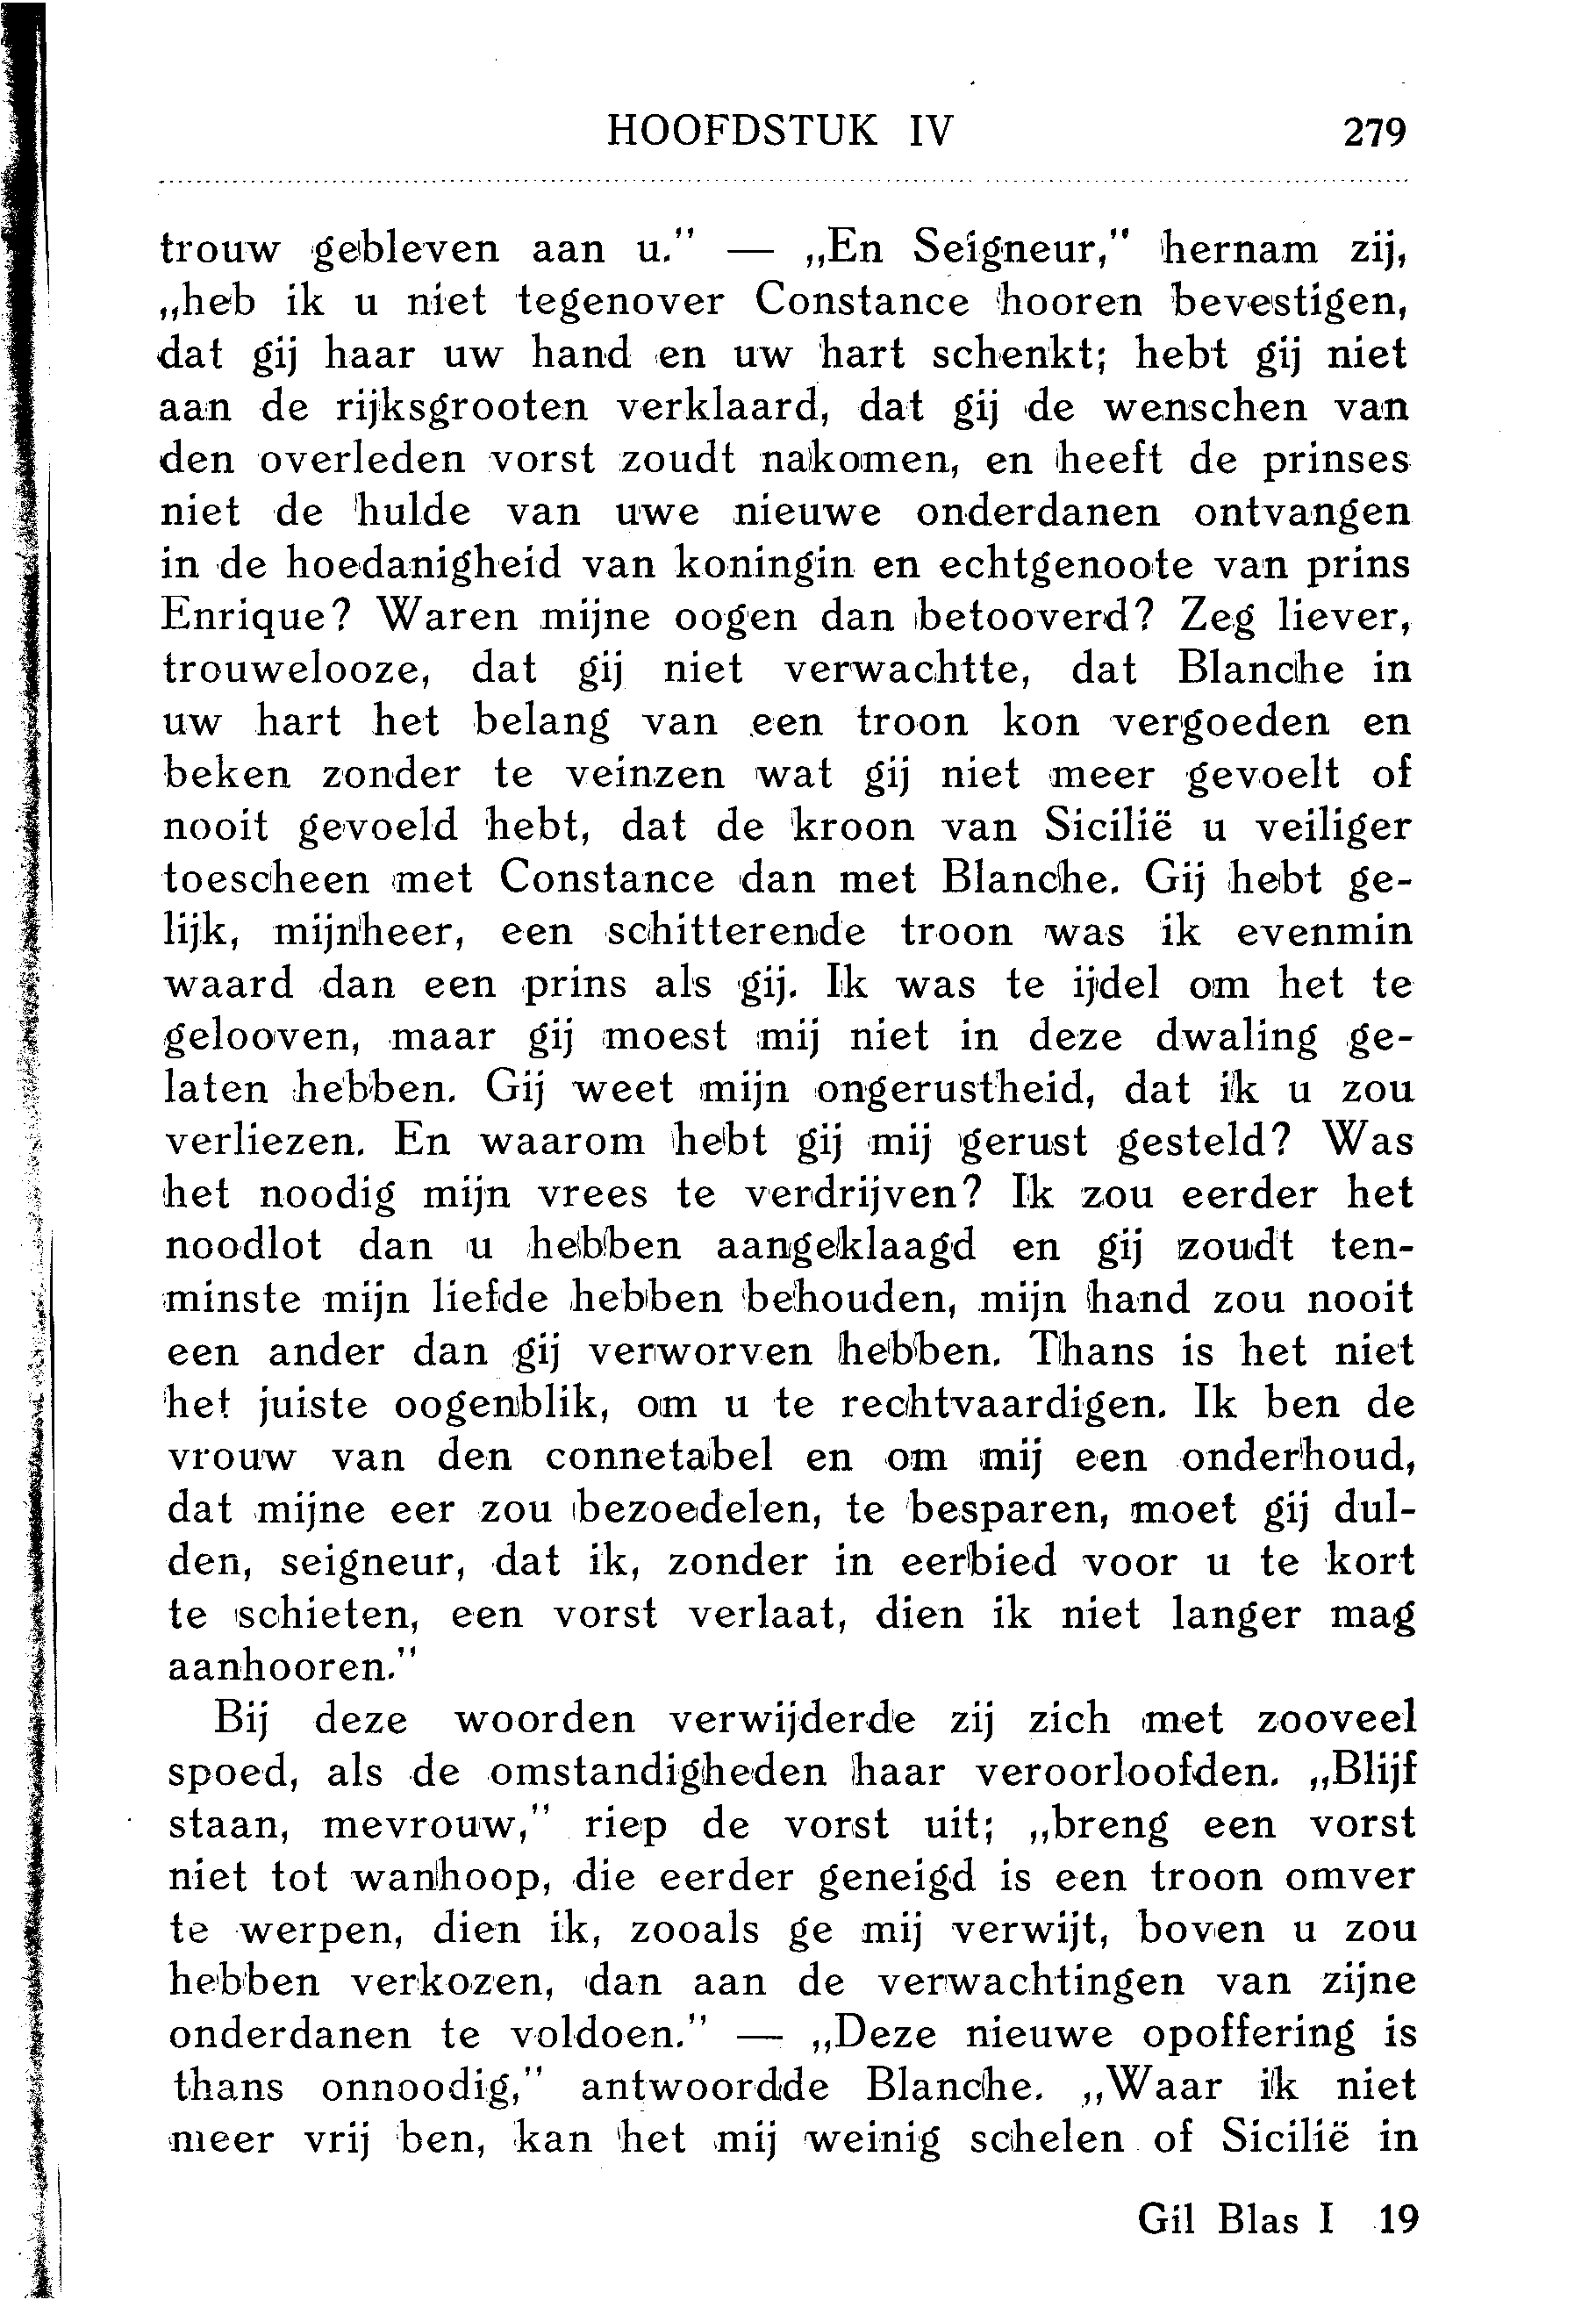 HOOFDSTUK IV 279
trouw gebleven aan u.” — „En Seigneur,” hernam zij,
„heb ik u niet tegenover Constance hooren bevestigen,
dat gij haar uw hand en uw hart schenkt; hebt gij niet
aan de rijksgrooten verklaard, dat gij de wenschen van
den overleden vorst zoudt nakomen, en heeft de prinses
niet de hulde van uwe nieuwe onderdanen ontvangen
in de hoedanigheid van koningin en echtgenoote van prins
Enrique? Waren mijne oogen dan betooverd? Zeg liever,
trouwelooze, dat gij niet verwachtte, dat Blanche in
uw hart het belang van een troon kon vergoeden en
beken zonder te veinzen wat gij niet meer gevoelt of
nooit gevoeld hebt, dat de kroon van Sicilië u veiliger
toescheen met Constance dan met Blanche. Gij hebt ge-
lijk, mijnheer, een schitterende troon was ik evenmin
waard dan een prins als gij. Ik was te ijdel om het te
gelooven, maar gij moest mij niet in deze dwaling ge-
laten hebben. Gij weet mijn ongerustheid, dat ik u zou
verliezen. En waarom hebt gij mij gerust gesteld? Was
het noodig mijn vrees te verdrijven? Ik zou eerder het
noodlot dan u hebben aangeklaagd en gij zoudt ten-
minste mijn liefde hebben behouden, mijn hand zou nooit
een ander dan gij verworven hebben. Thans is het niet
het juiste oogenblik, om u te rechtvaardigen. Ik ben de
vrouw van den connetabel en om mij een onderhoud,
dat mijne eer zou bezoedelen, te besparen, moet gij dul-
den, seigneur, dat ik, zonder in eerbied voor u te kort
te schieten, een vorst verlaat, dien ik niet langer mag
aanhooren.”
Bij deze woorden verwijderde zij zich met zooveel
spoed, als de omstandigheden haar veroorloofden. „Blijf
staan, mevrouw,” riep de vorst uit; „breng een vorst
niet tot wanhoop, die eerder geneigd is een troon omver
te werpen, dien ik, zooals ge mij verwijt, boven u zou
hebben verkozen, dan aan de verwachtingen van zijne
onderdanen te voldoen.” — „Deze nieuwe opoffering is
thans onnoodig,” antwoordde Blanche. „Waar ik niet
meer vrij ben, kan het mij weinig schelen of Sicilië in
Gil Blas I 19